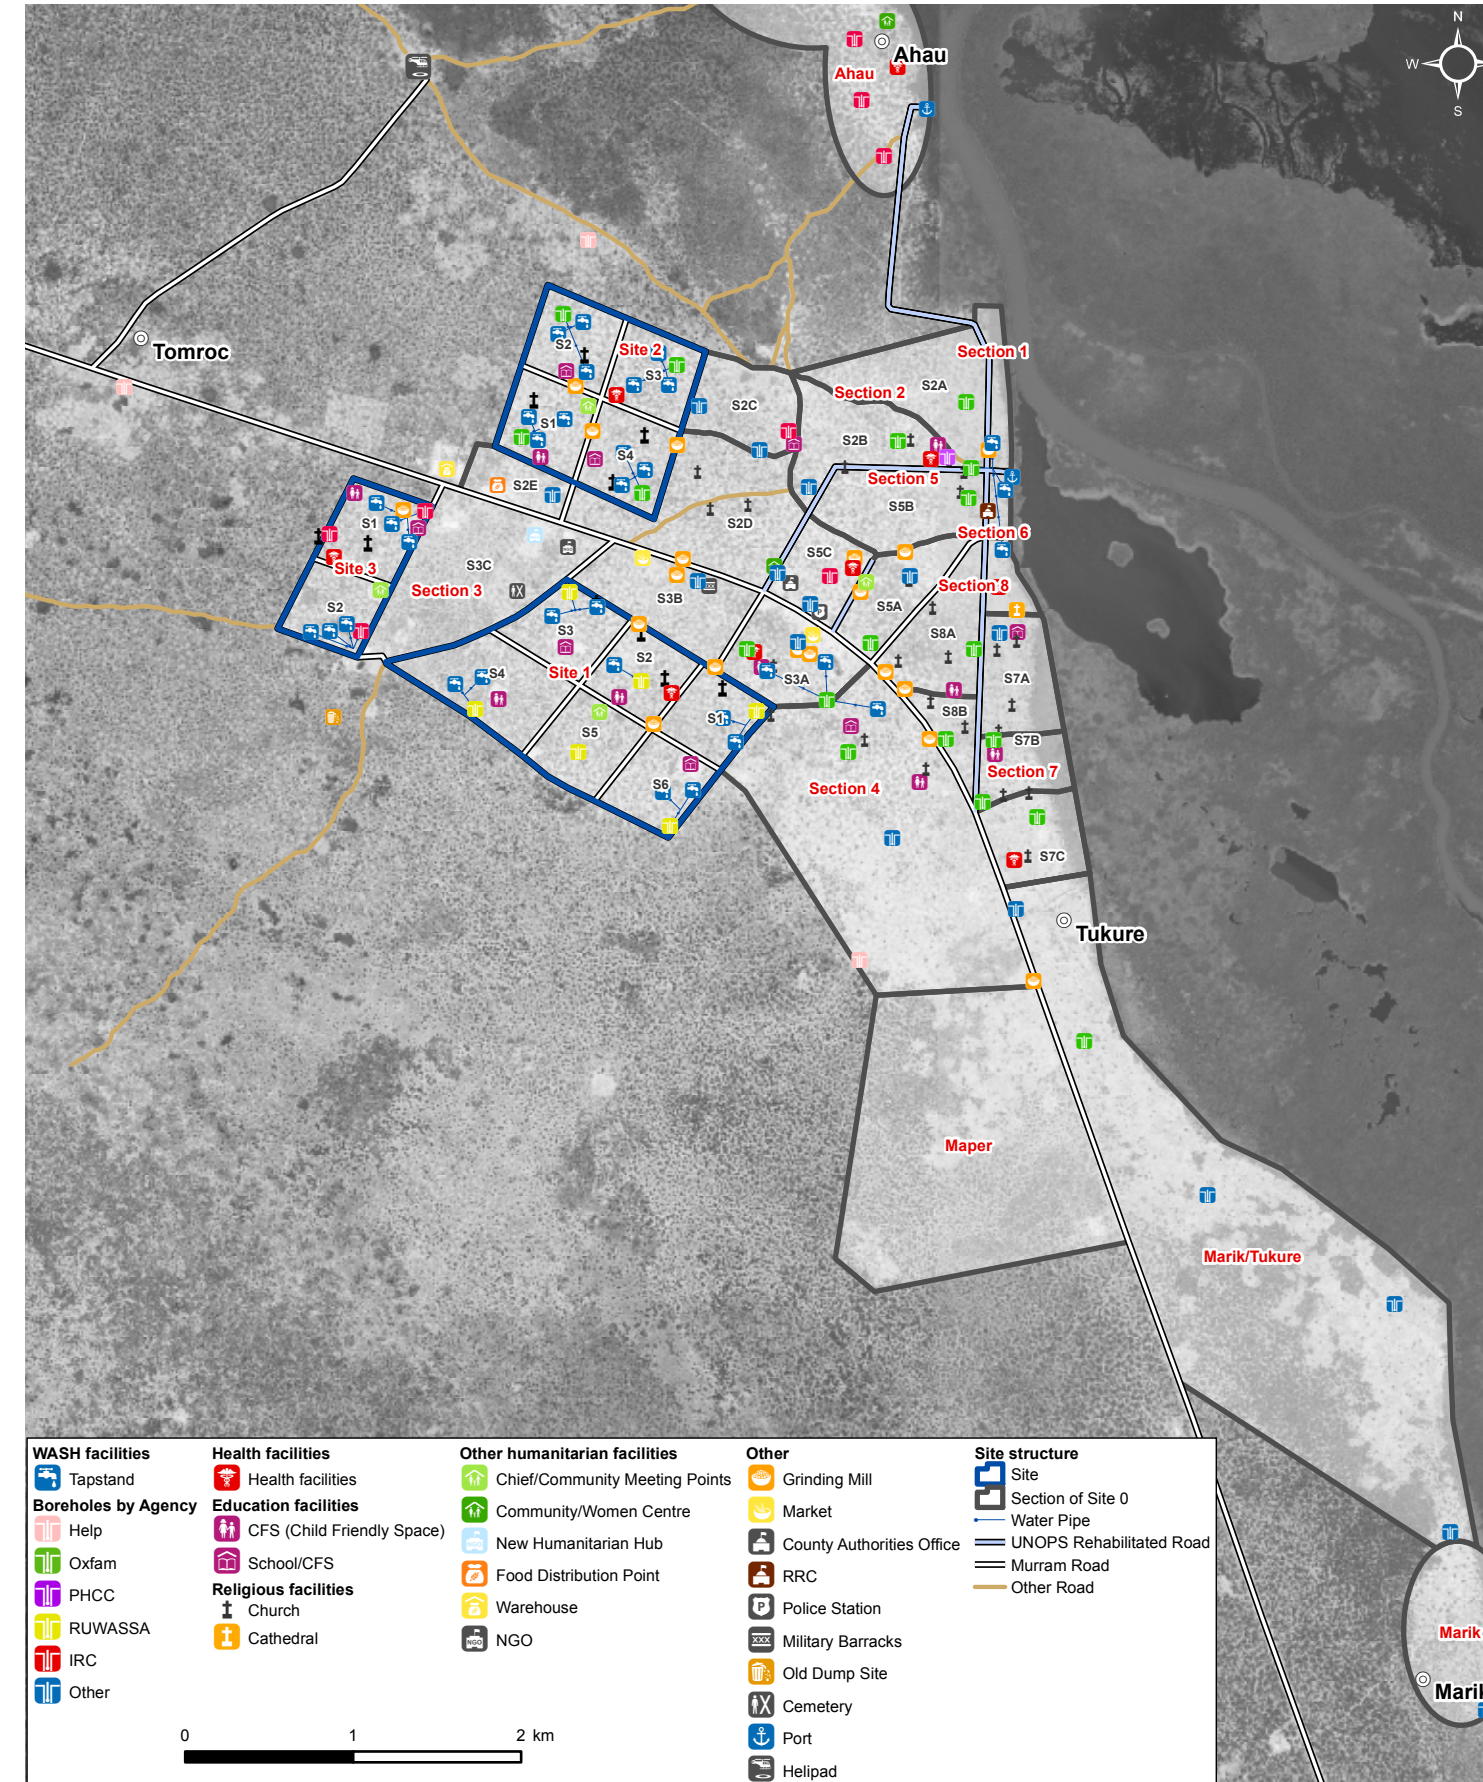 N
W
S
Ahau
Ahau
Tomroc
Section 1
Site 2
S2
S3
Section 2
S2A
S2C
S1
S2B
S4
Section 5
S2E
S5B
S2D
S1
Section 6
S5C
S3C
Site 3
Section 3
Section 8
S3B
S5A
S2
S3
S8A
S2
Site 1
S4
S3A
S7A
S1
S8B
S5
S7B
Section 7
S6
Section 4
S7C
Tukure
Maper
Marik/Tukure
Marik
Marik
WASH facilities
Tapstand
Boreholes by Agency
Help
Oxfam
PHCC
RUWASSA
IRC
Other
Health facilities
Health facilities
Education facilities
CFS (Child Friendly Space)
School/CFS
Religious facilities
Church
Cathedral
Other humanitarian facilities
Chief/Community Meeting Points
Community/Women Centre
New Humanitarian Hub
Food Distribution Point
Warehouse
NGO
NGO
Other
Grinding Mill
Market
County Authorities Office
RRC
P
Police Station
XXX
Military Barracks
Old Dump Site
Cemetery
Port
Helipad
Site structure
Site
Section of Site 0
Water Pipe
UNOPS Rehabilitated Road
Murram Road
Other Road
0 1 2 km